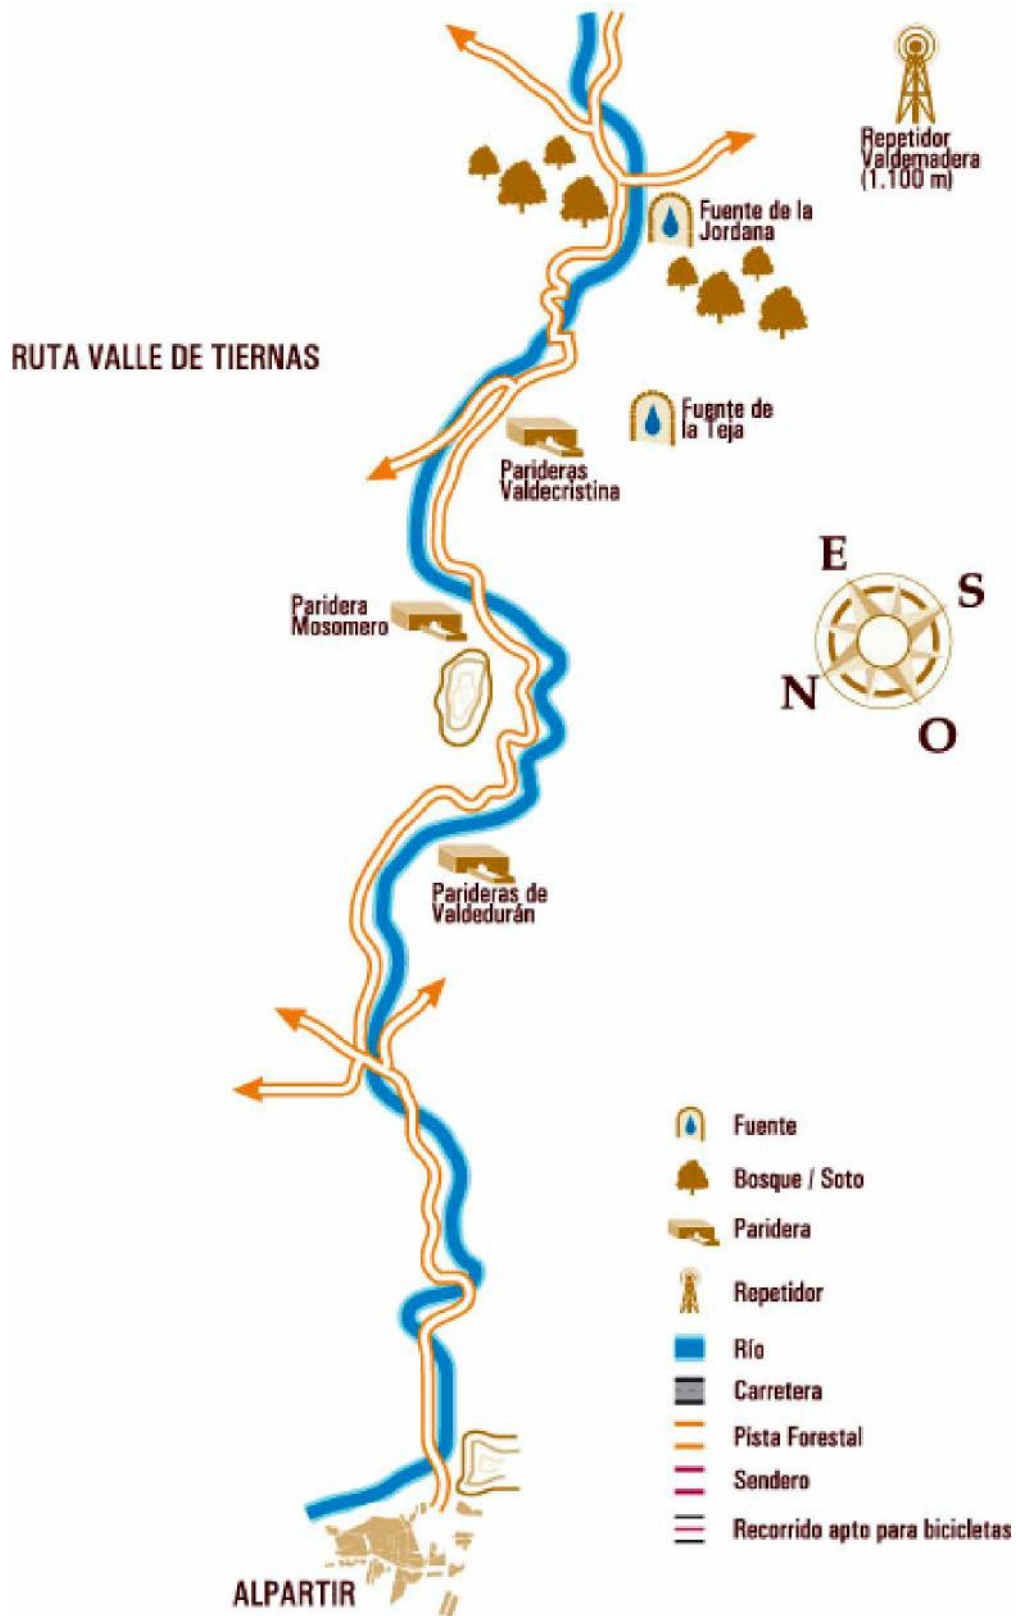 Repetidor
Valdemadera
(1.100 m)
Fuente de la
Jordana
RUTA VALLE DE TIERNAS
Fuente de
la Teja
Parideras
Valdecristina
E
S
N
O
Paridera
Mosomero
Parideras de
Valdedurán
Fuente
Bosque / Soto
Paridera
Repetidor
Río
Carretera
Pista Forestal
Sendero
Recorrido apto para bicicletas
ALPARTIR